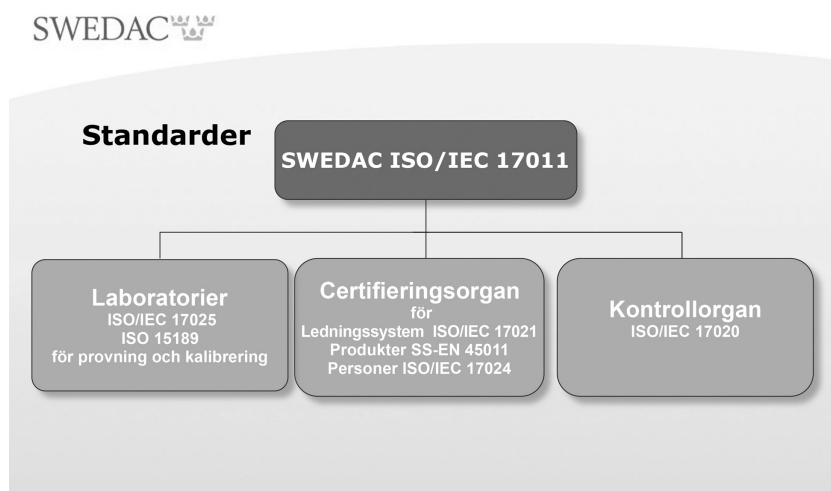 SWEDAC
Standarder
SWEDAC ISO/IEC 17011
Laboratorier
ISO/IEC 17025
ISO 15189
för provning och kalibrering
Certifieringsorgan
för
Ledningssystem ISO/IEC 17021
Produkter SS-EN 45011
Personer ISO/IEC 17024
Kontrollorgan
ISO/IEC 17020